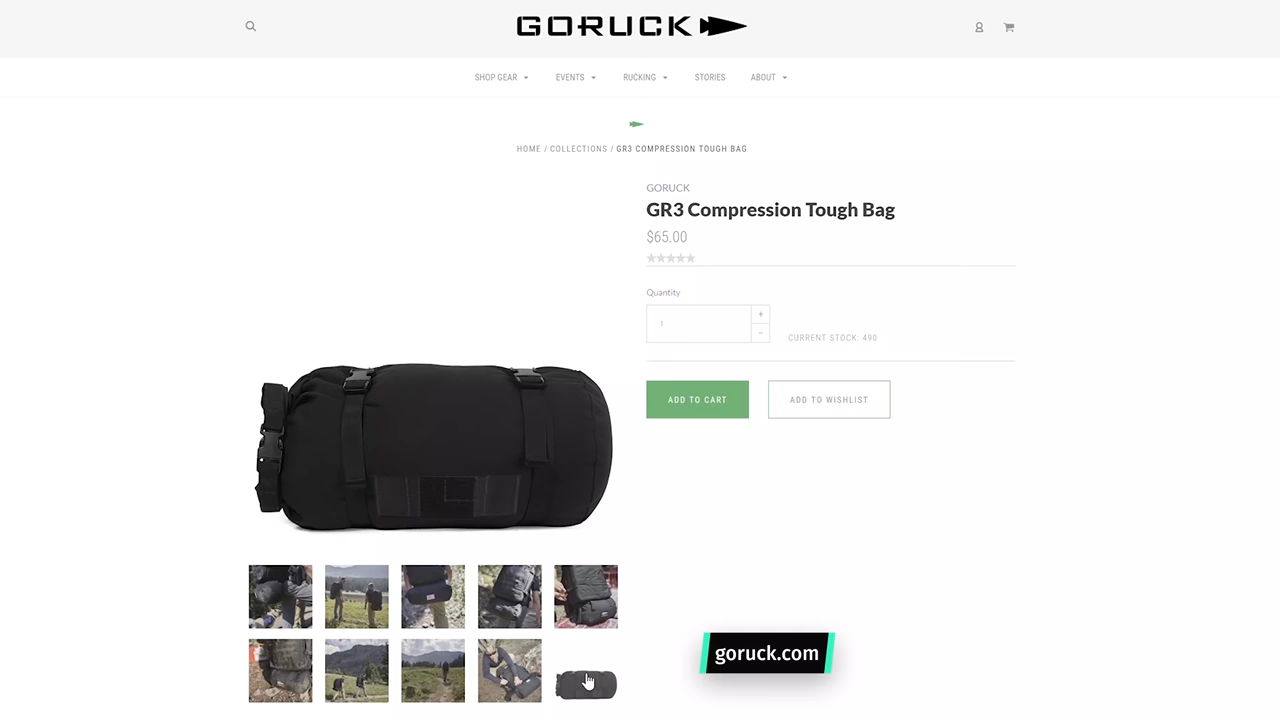 GORUCK
SHOP GEAR
EVENTS
RUCKING
STORIES
ABOUT
HOME / COLLECTIONS / GR3 COMPRESSION TOUGH BAG
GORUCK
GR3 Compression Tough Bag
$65.00
Quantity
1
+
−
CURRENT STOCK: 490
ADD TO CART
ADD TO WISHLIST
goruck.com